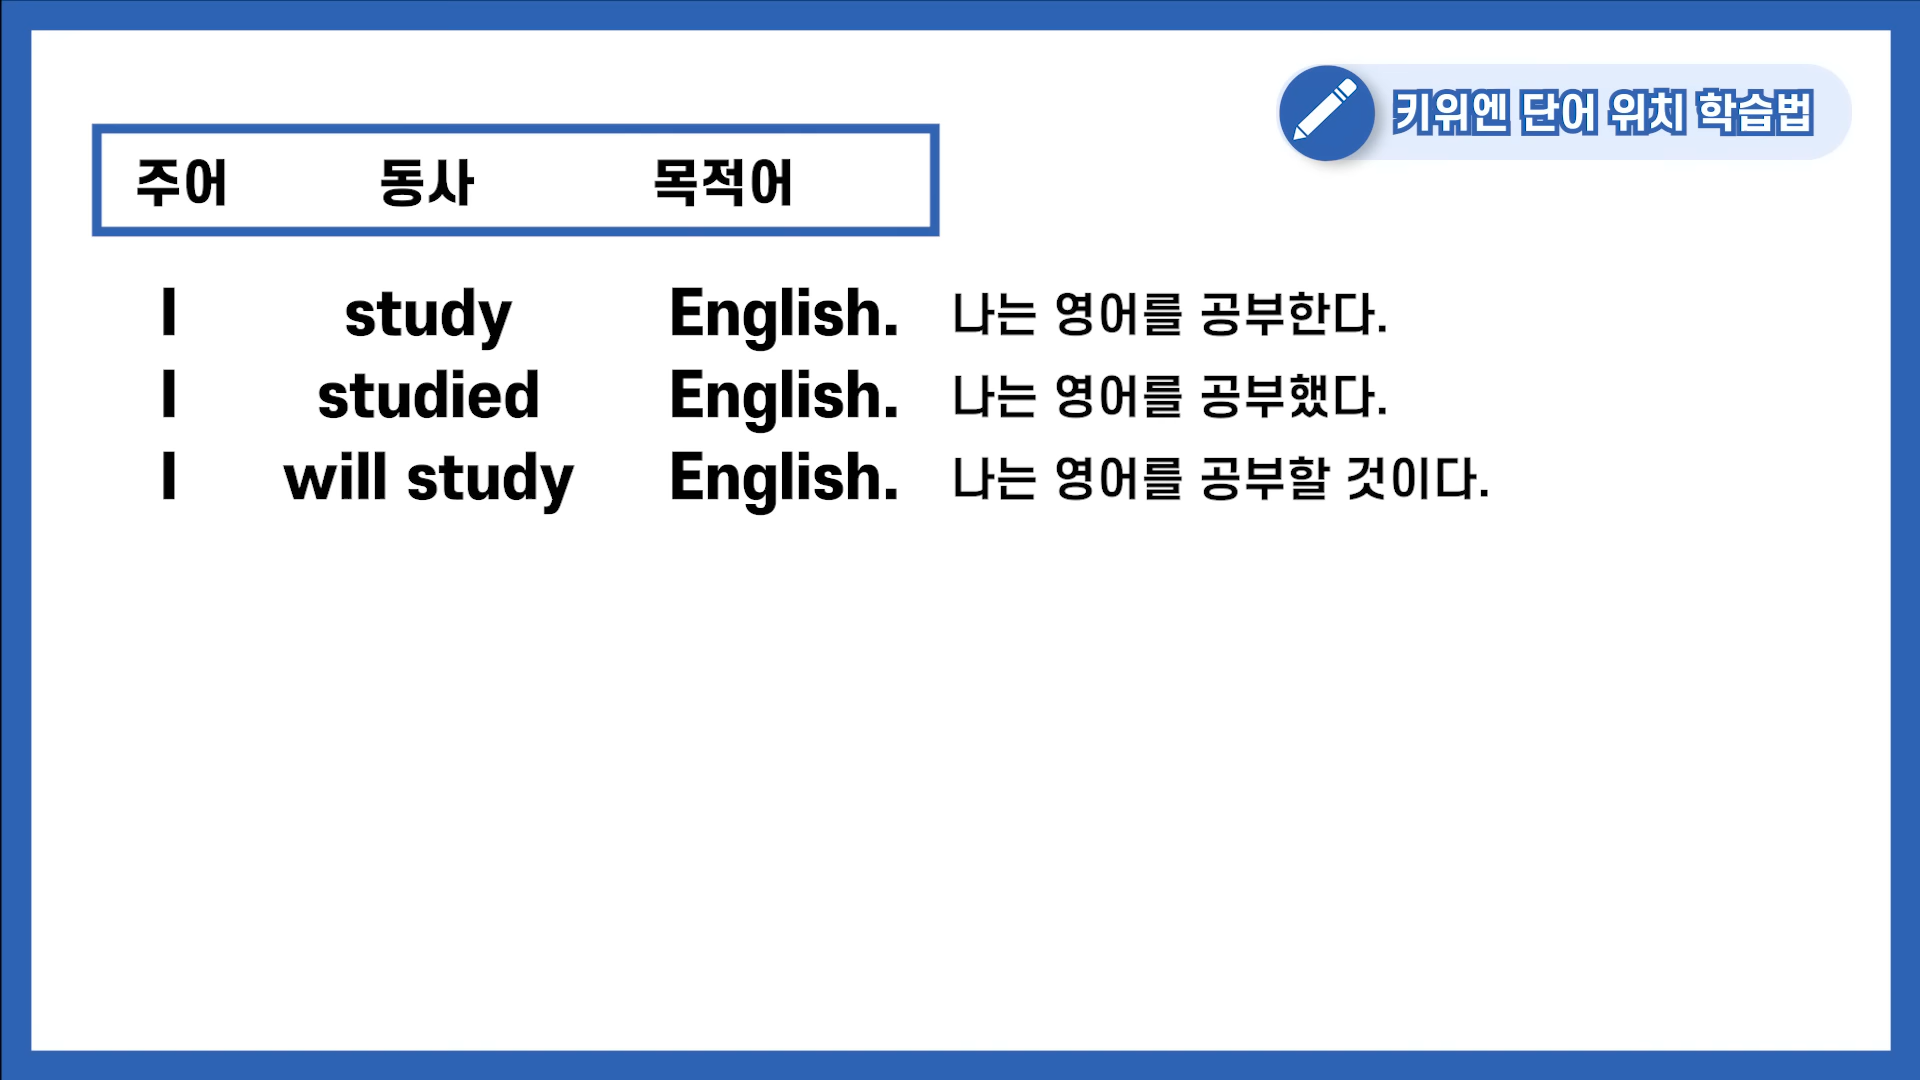 키위엔 단어 위치 학습법
주어 동사 목적어
I study English. 나는 영어를 공부한다.
I studied English. 나는 영어를 공부했다.
I will study English. 나는 영어를 공부할 것이다.